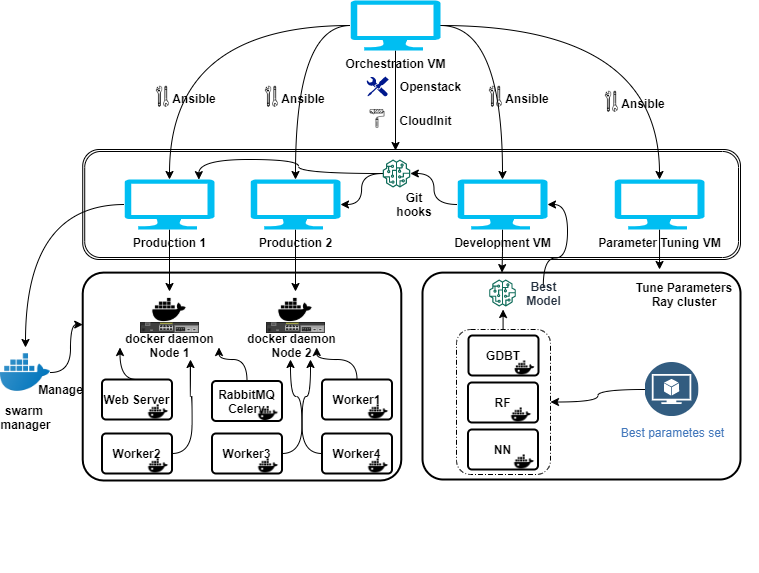 Orchestration VM
Openstack
CloudInit
Ansible
Ansible
Ansible
Ansible
Git
hooks
Production 1
Production 2
Development VM
Parameter Tuning VM
docker daemon
Node 1
docker daemon
Node 2
Best
Model
Tune Parameters
Ray cluster
swarm
manager
Manage
Web Server
RabbitMQ
Celery
Worker1
Worker2
Worker3
Worker4
GDBT
RF
NN
Best parametes set